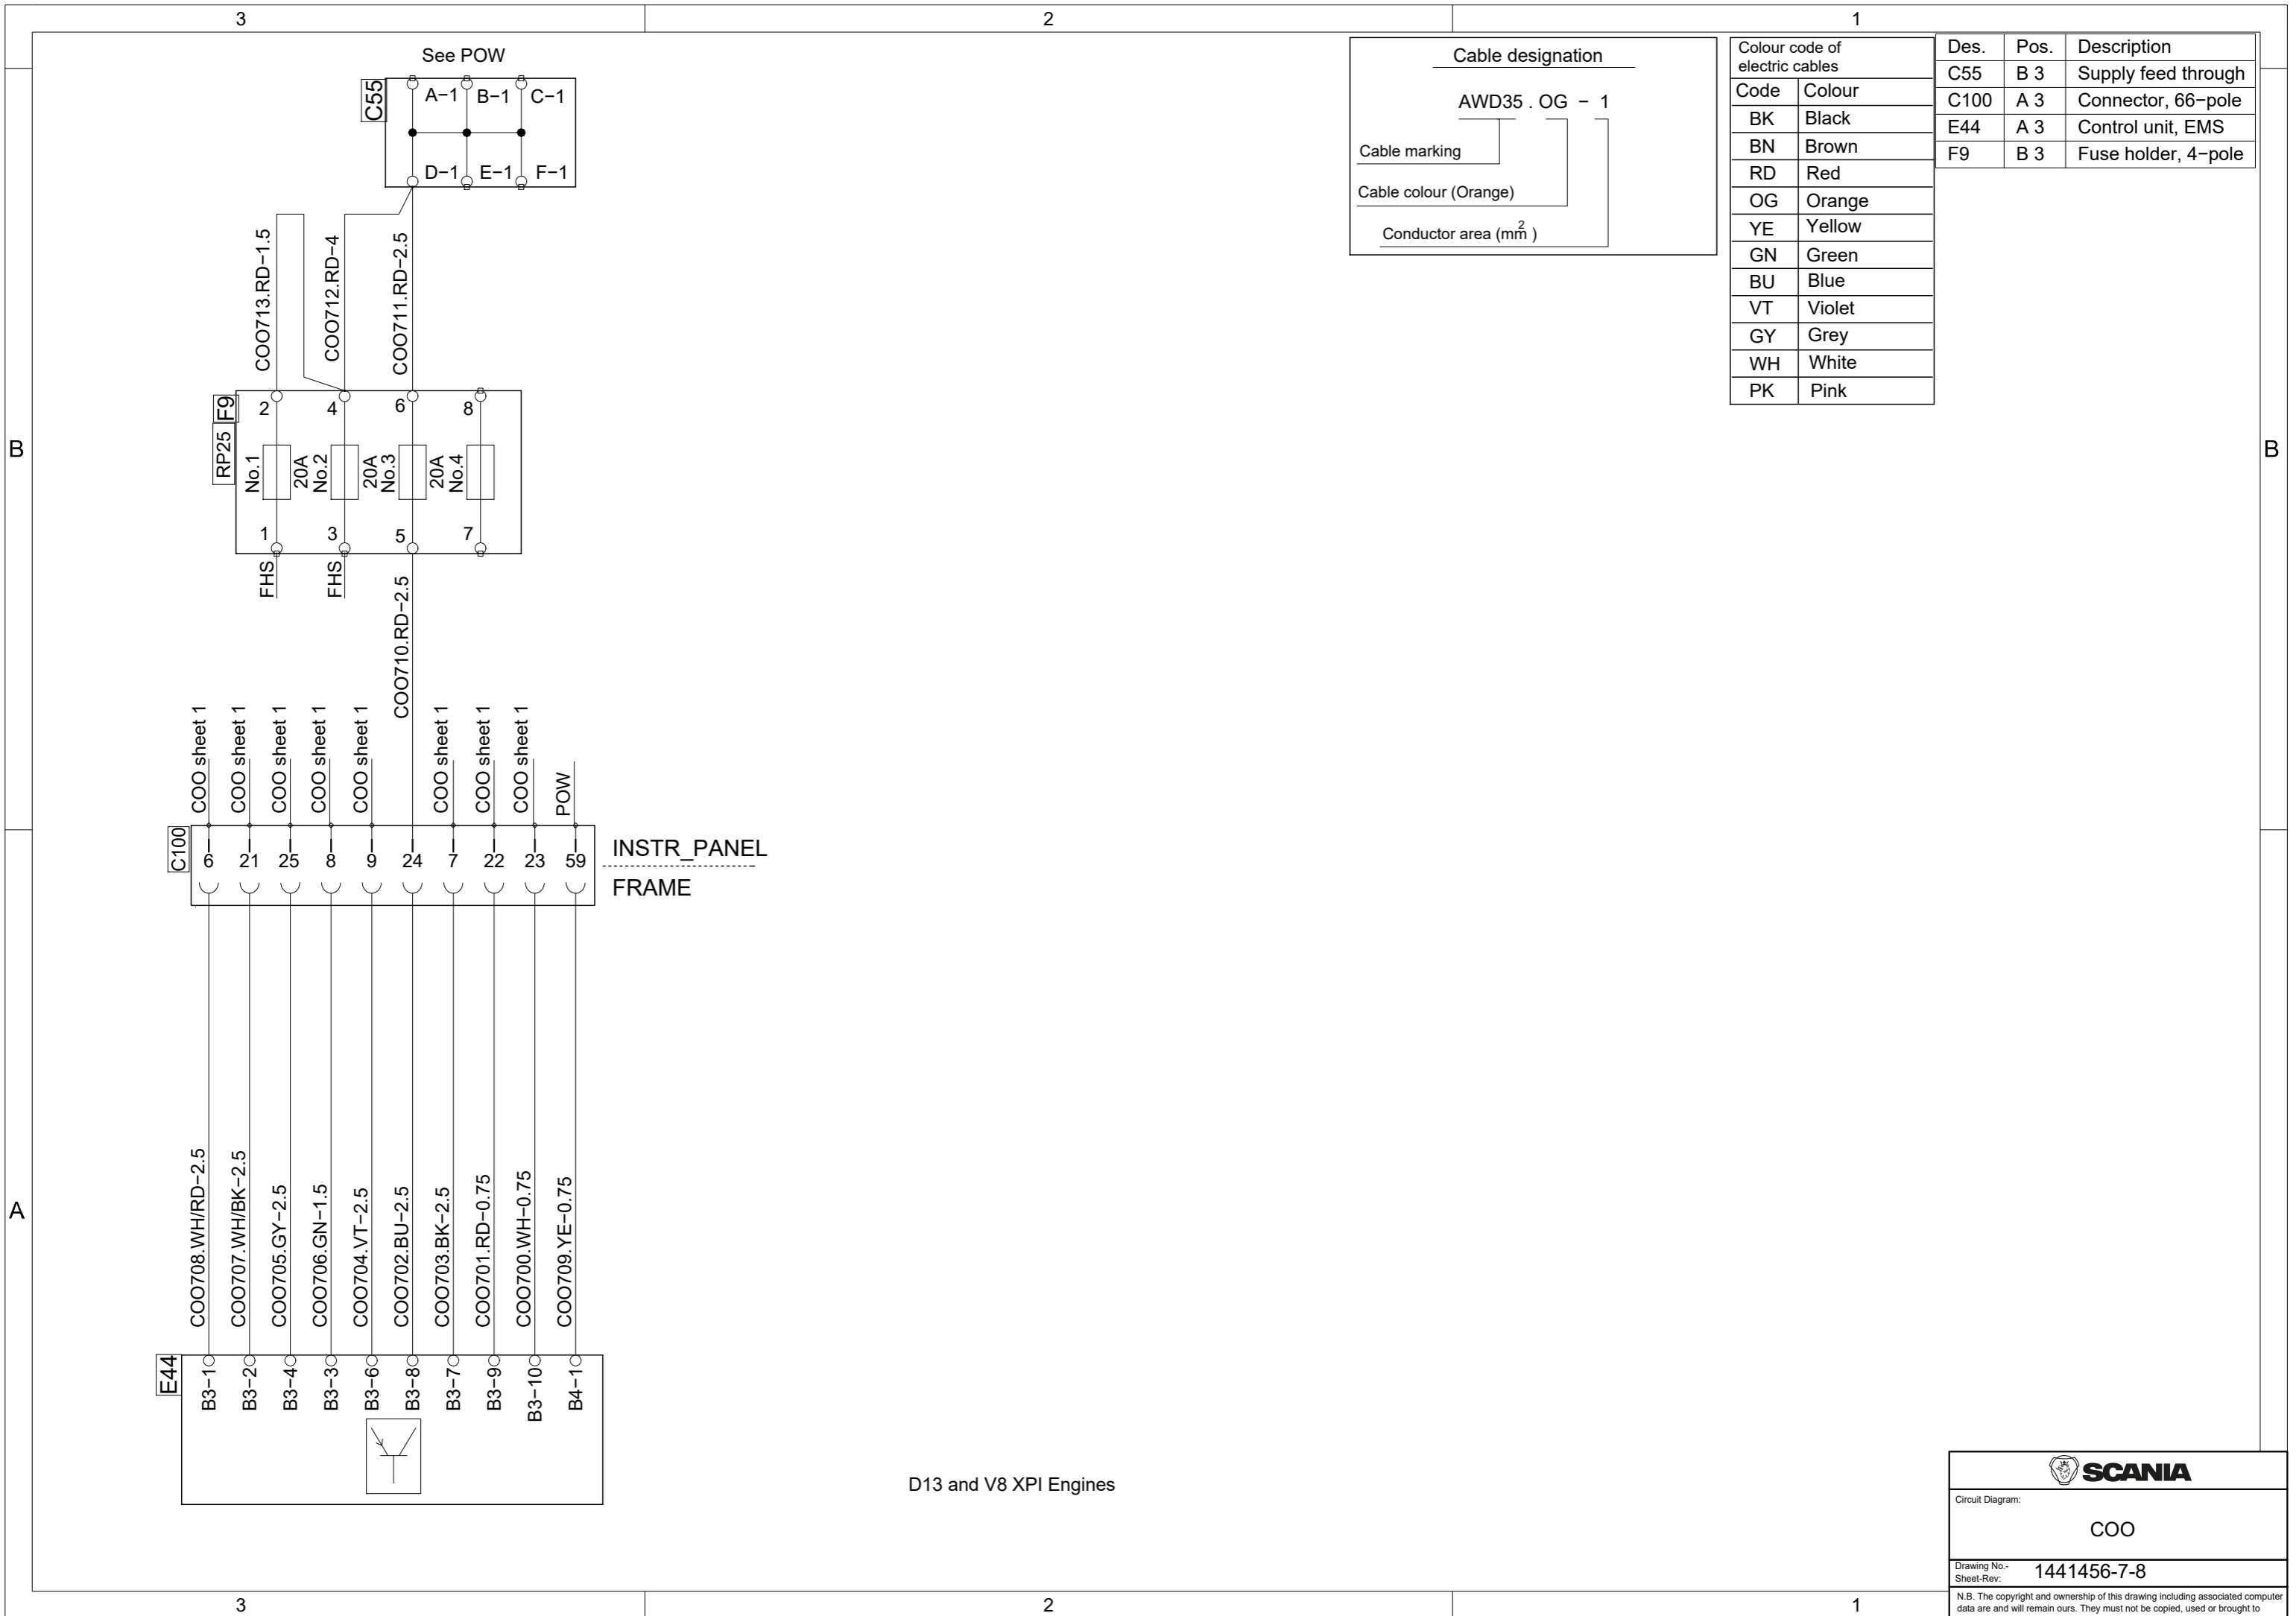 3 2 1
See POW
C55
A−1 B−1 C−1
D−1 E−1 F−1
COO713.RD−1.5
COO712.RD−4
COO711.RD−2.5
F9
RP25
2 4 6 8
No.1
20A
No.2
20A
No.3
20A
No.4
1 3 5 7
FHS
FHS
COO710.RD−2.5
COO sheet 1
COO sheet 1
COO sheet 1
COO sheet 1
COO sheet 1
COO sheet 1
COO sheet 1
COO sheet 1
POW
C100
6 21 25 8 9 24 7 22 23 59
INSTR_PANEL
FRAME
COO708.WH/RD−2.5
COO707.WH/BK−2.5
COO705.GY−2.5
COO706.GN−1.5
COO704.VT−2.5
COO702.BU−2.5
COO703.BK−2.5
COO701.RD−0.75
COO700.WH−0.75
COO709.YE−0.75
E44
B3−1
B3−2
B3−4
B3−3
B3−6
B3−8
B3−7
B3−9
B3−10
B4−1
D13 and V8 XPI Engines
Cable designation
AWD35 . OG − 1
Cable marking
Cable colour (Orange)
Conductor area (mm2)
Colour code of
electric cables
Code Colour
BK Black
BN Brown
RD Red
OG Orange
YE Yellow
GN Green
BU Blue
VT Violet
GY Grey
WH White
PK Pink
Des. Pos. Description
C55 B 3 Supply feed through
C100 A 3 Connector, 66−pole
E44 A 3 Control unit, EMS
F9 B 3 Fuse holder, 4−pole
B B
A
SCANIA
Circuit Diagram:
COO
Drawing No.-
Sheet-Rev: 1441456-7-8
N.B. The copyright and ownership of this drawing including associated computer
data are and will remain ours. They must not be copied, used or brought to
3 2 1